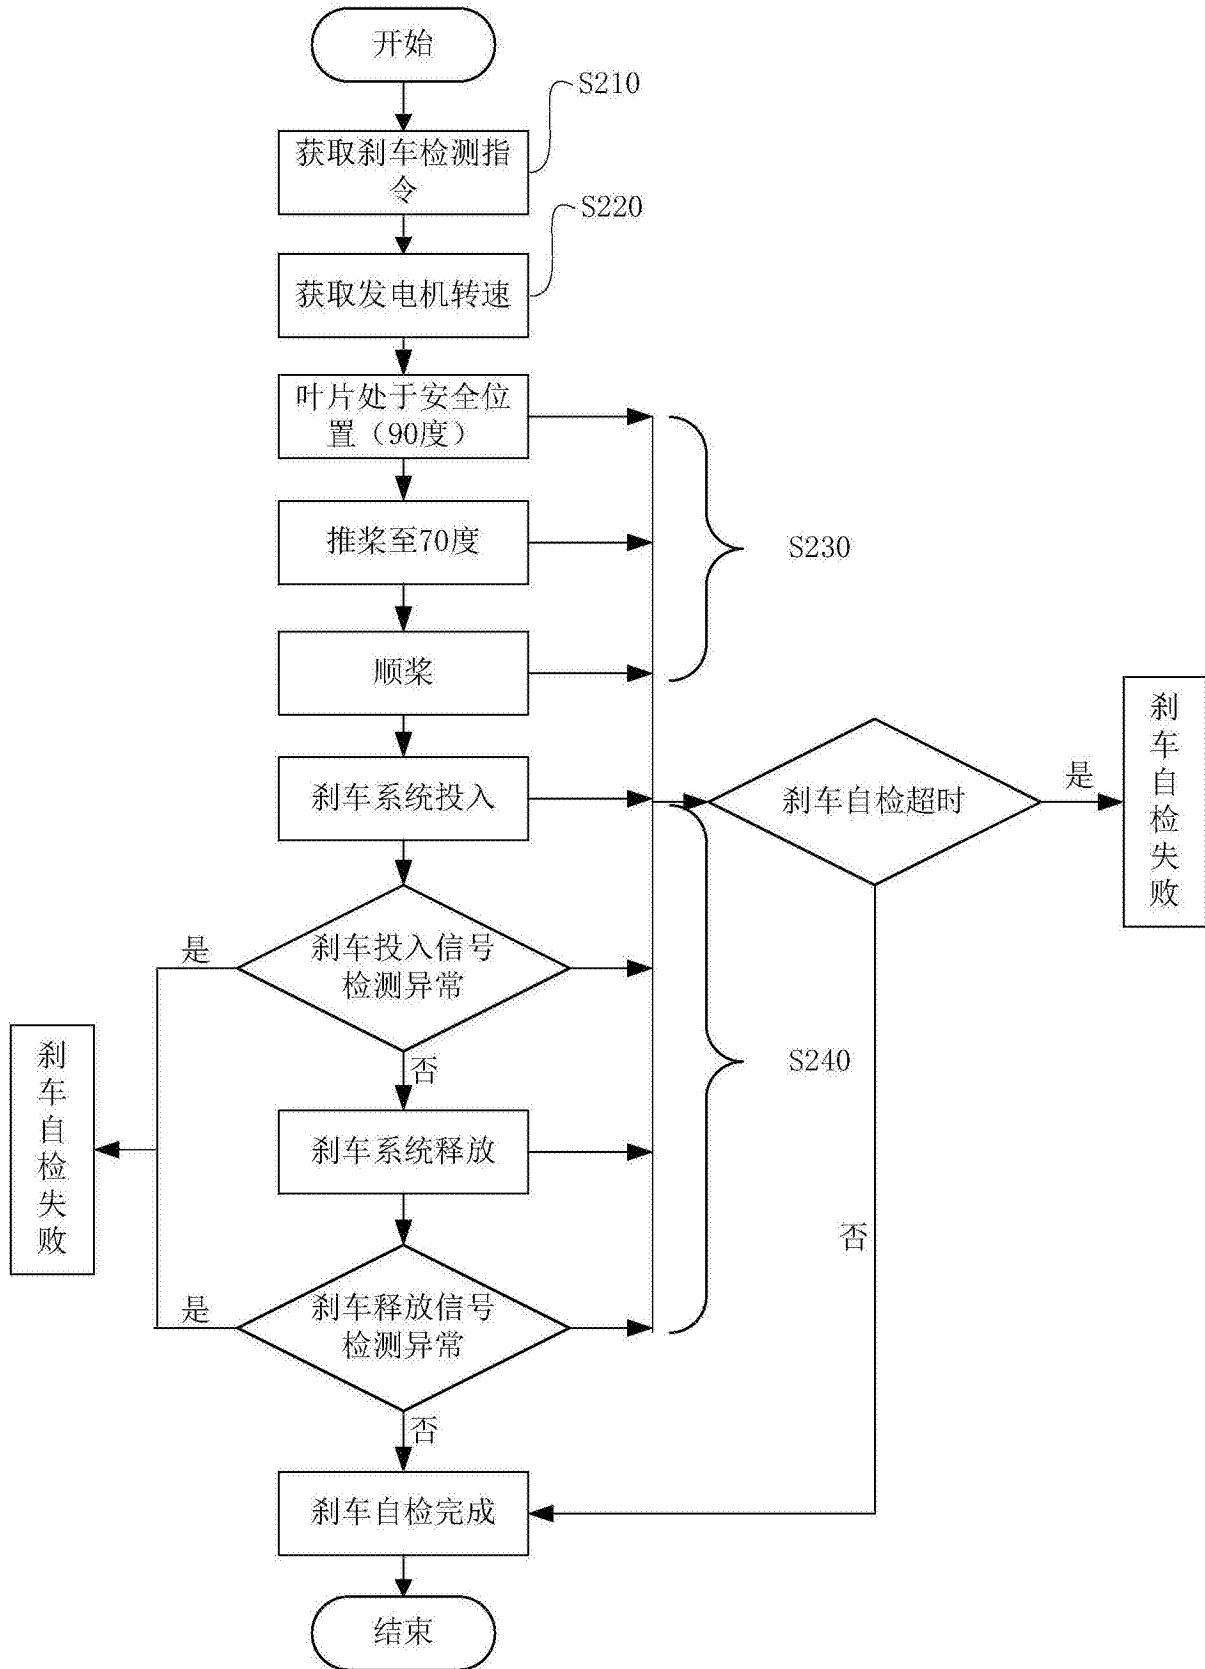 开始
S210
获取刹车检测指
令
S220
获取发电机转速
叶片处于安全位
置（90度）
推桨至70度
S230
顺桨
刹车系统投入
刹车自检超时
是
刹车自检失败
刹车投入信号
检测异常
是
否
刹车自检失败
S240
刹车系统释放
否
刹车释放信号
检测异常
是
否
刹车自检完成
结束